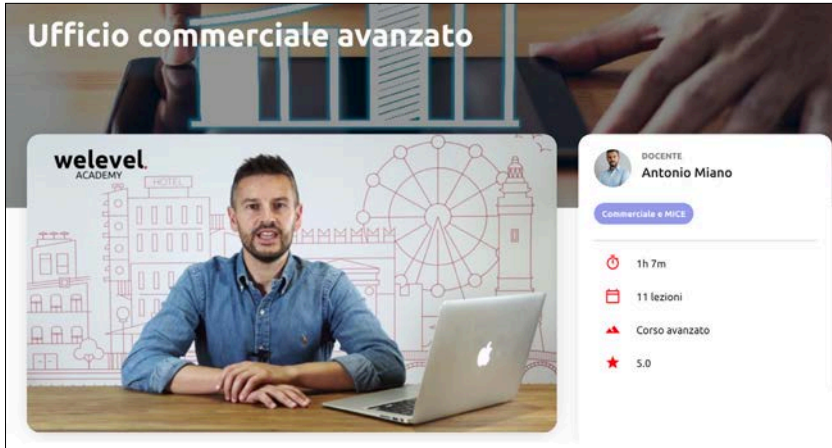 Ufficio commerciale avanzato
welevel.
ACADEMY
HOTEL
DOCENTE
Antonio Miano
Commerciale e MICE
1h 7m
11 lezioni
Corso avanzato
5.0